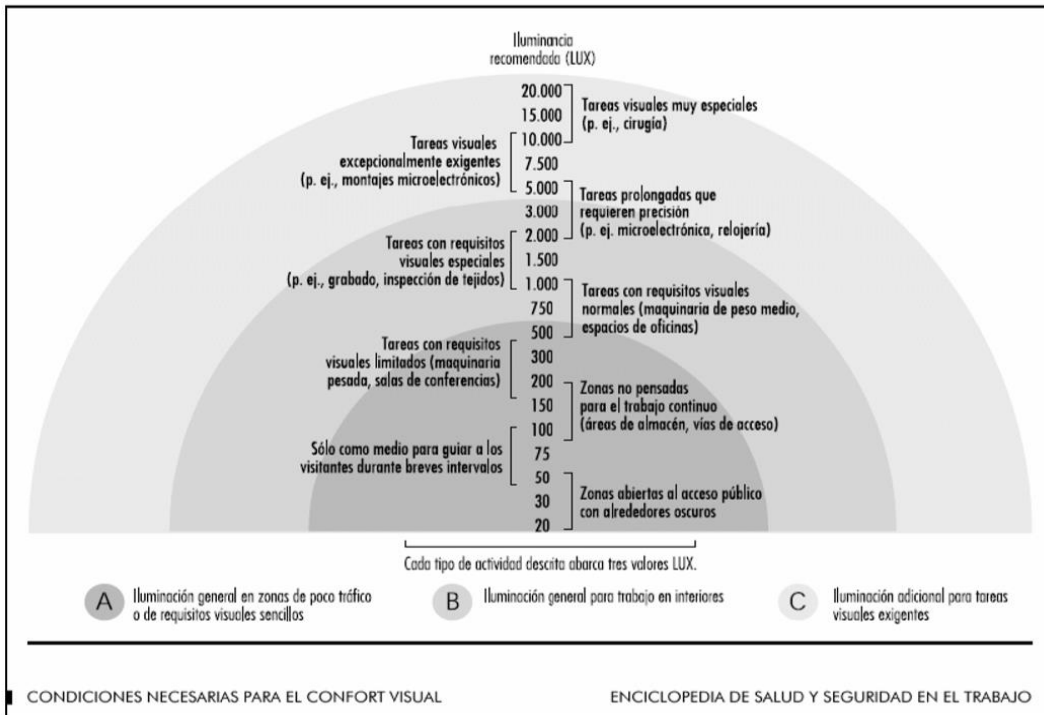 Iluminancia
recomendada (LUX)
20.000
15.000
10.000
7.500
5.000
3.000
2.000
1.500
1.000
750
500
300
200
150
100
75
50
30
20
Tareas visuales muy especiales
(p. ej., cirugía)
Tareas visuales
excepcionalmente exigentes
(p. ej., montajes microelectrónicos)
Tareas prolongadas que
requieren precisión
(p. ej. microelectrónica, relojería)
Tareas con requisitos
visuales especiales
(p. ej., grabado, inspección de tejidos)
Tareas con requisitos visuales
normales (maquinaria de peso medio,
espacios de oficinas)
Tareas con requisitos
visuales limitados (maquinaria
pesada, salas de conferencias)
Zonas no pensadas
para el trabajo continuo
(áreas de almacén, vías de acceso)
Sólo como medio para guiar a los
visitantes durante breves intervalos
Zonas abiertas al acceso público
con alrededores oscuros
Cada tipo de actividad descrita abarca tres valores LUX.
A
Iluminación general en zonas de poco tráfico
o de requisitos visuales sencillos
B
Iluminación general para trabajo en interiores
C
Iluminación adicional para tareas
visuales exigentes
CONDICIONES NECESARIAS PARA EL CONFORT VISUAL
ENCICLOPEDIA DE SALUD Y SEGURIDAD EN EL TRABAJO